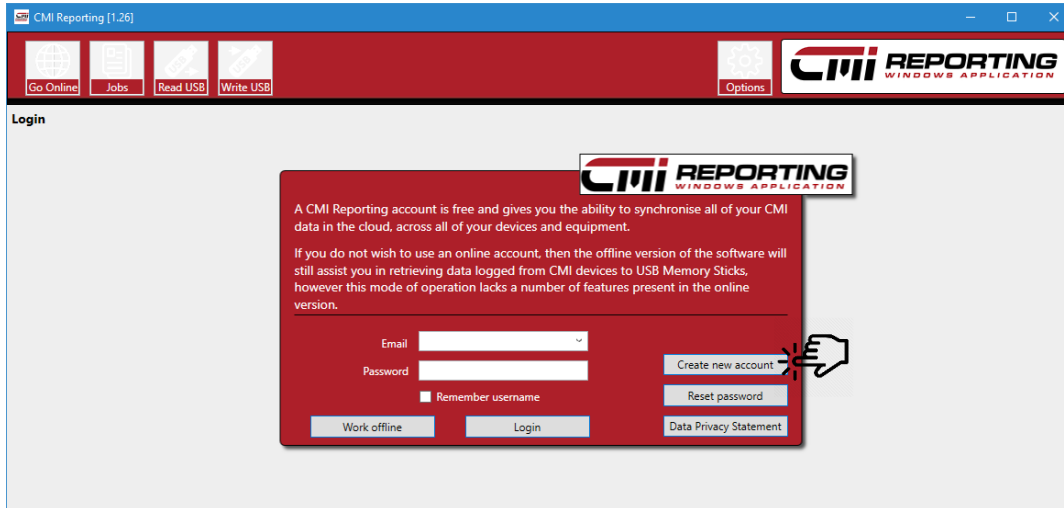 CMI Reporting [1.26]
Go Online
Jobs
Read USB
Write USB
Options
CMI REPORTING
WINDOWS APPLICATION
Login
CMI REPORTING
WINDOWS APPLICATION
A CMI Reporting account is free and gives you the ability to synchronise all of your CMI
data in the cloud, across all of your devices and equipment.
If you do not wish to use an online account, then the offline version of the software will
still assist you in retrieving data logged from CMI devices to USB Memory Sticks,
however this mode of operation lacks a number of features present in the online
version.
Email
Password
Remember username
Create new account
Reset password
Work offline
Login
Data Privacy Statement